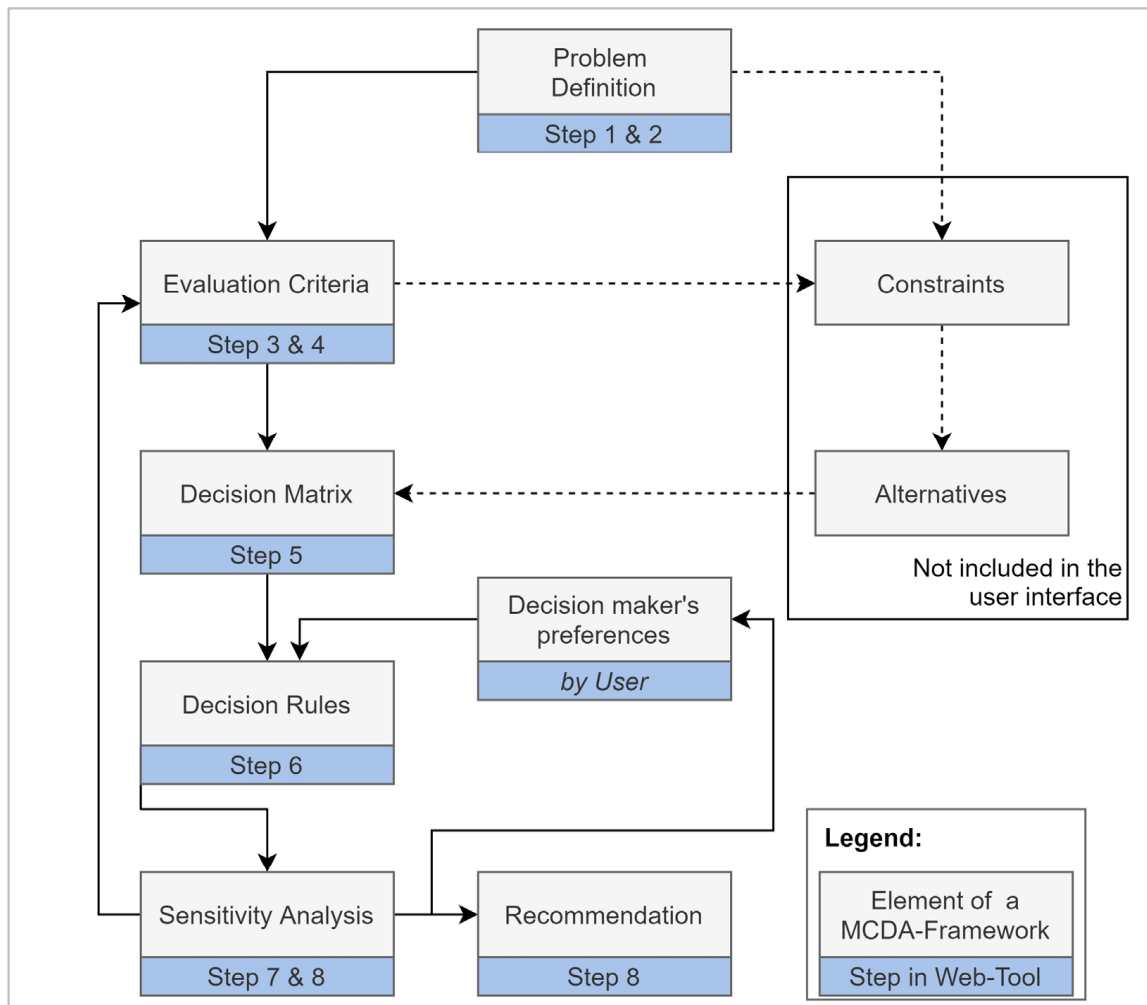 Problem
Definition
Step 1 & 2
Evaluation Criteria
Step 3 & 4
Constraints
Decision Matrix
Step 5
Alternatives
Not included in the
user interface
Decision maker's
preferences
by User
Decision Rules
Step 6
Sensitivity Analysis
Step 7 & 8
Recommendation
Step 8
Legend:
Element of a
MCDA-Framework
Step in Web-Tool